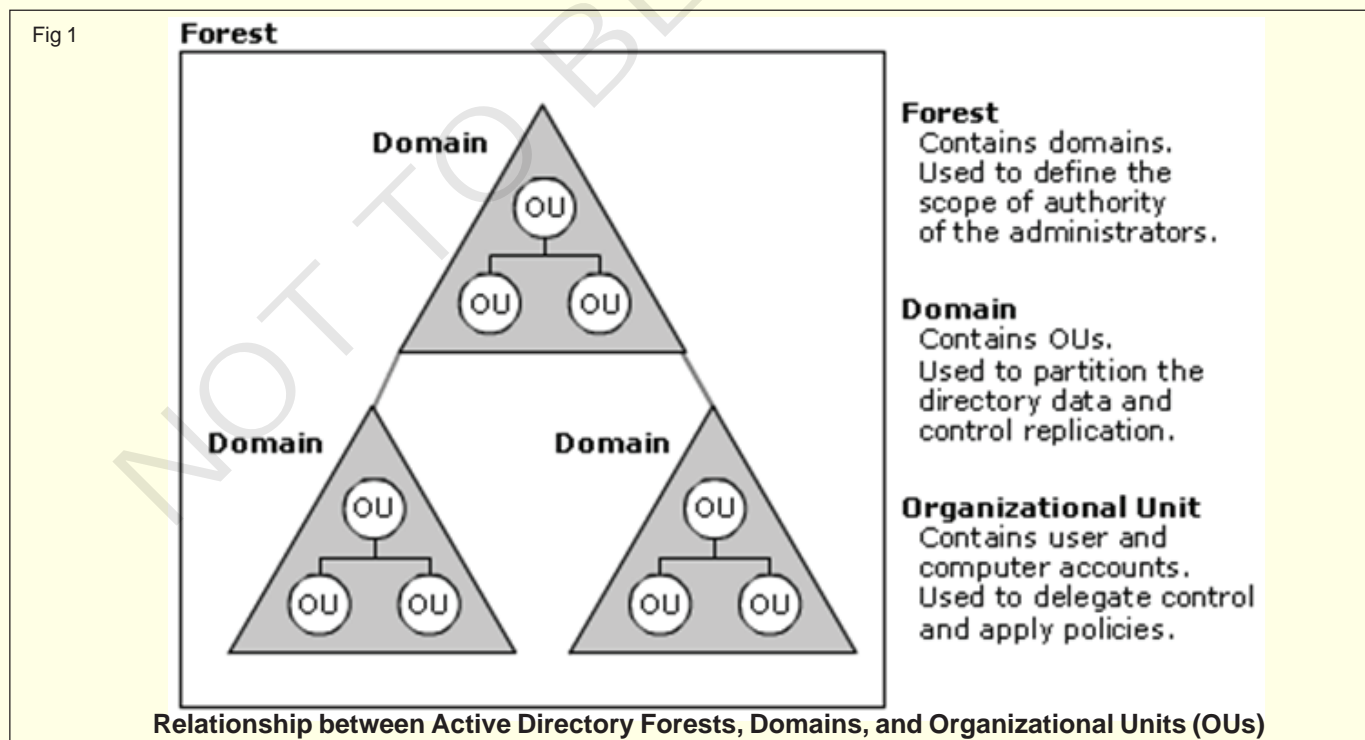 Fig 1
Forest
Domain
OU
OU OU
Domain
OU
OU OU
Domain
OU
OU OU
Forest
Contains domains.
Used to define the
scope of authority
of the administrators.
Domain
Contains OUs.
Used to partition the
directory data and
control replication.
Organizational Unit
Contains user and
computer accounts.
Used to delegate control
and apply policies.
Relationship between Active Directory Forests, Domains, and Organizational Units (OUs)
NOT TO BE